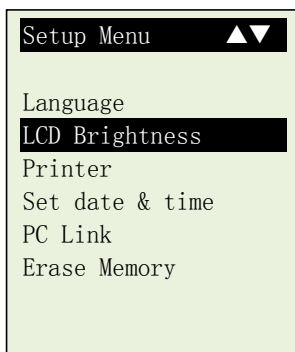 Setup Menu ▲▼
Language
LCD Brightness
Printer
Set date & time
PC Link
Erase Memory